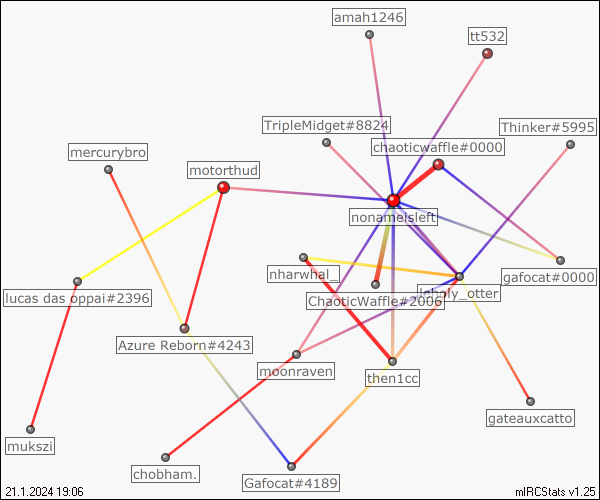 amah1246
tt532
TripleMidget#8824
Thinker#5995
chaoticwaffle#0000
mercurybro
motorthud
nonameisleft
nharwhal_
gafocat#0000
lucas das oppai#2396
ChaoticWaffle#2006
leholy_otter
Azure Reborn#4243
moonraven
then1cc
gateauxcatto
mukszi
chobham.
Gafocat#4189
21.1.2024 19:06
mIRCStats v1.25